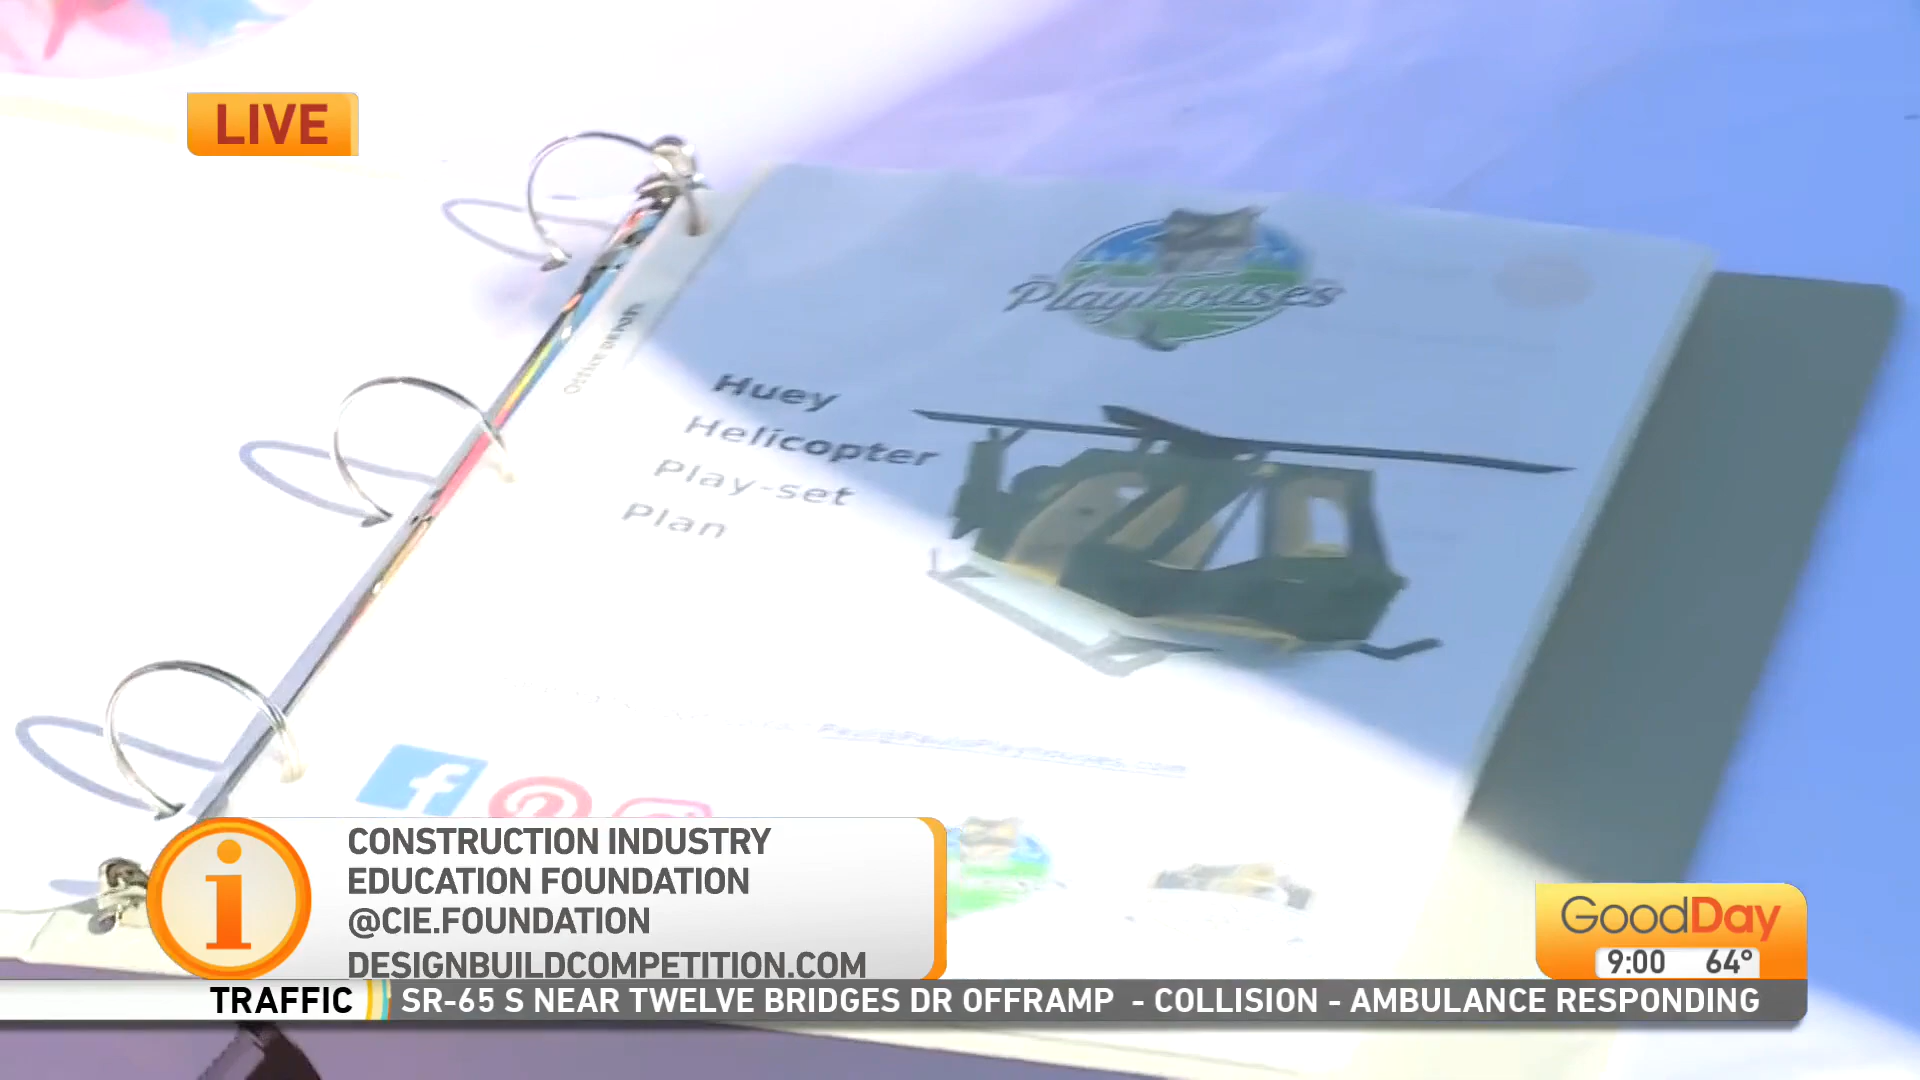 LIVE
Playhouses
Huey
Helicopter
Play-set
Plan
CONSTRUCTION INDUSTRY
EDUCATION FOUNDATION
@CIE.FOUNDATION
DESIGNBUILDCOMPETITION.COM
GoodDay
9:00 64°
TRAFFIC SR-65 S NEAR TWELVE BRIDGES DR OFFRAMP - COLLISION - AMBULANCE RESPONDING